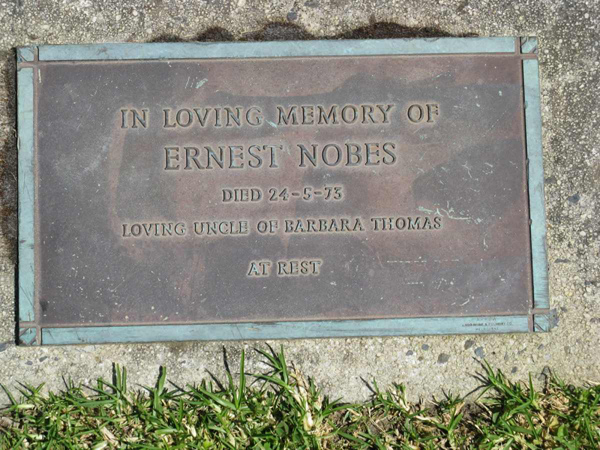 IN LOVING MEMORY OF
ERNEST NOBES
DIED 24-5-73
LOVING UNCLE OF BARBARA THOMAS
AT REST